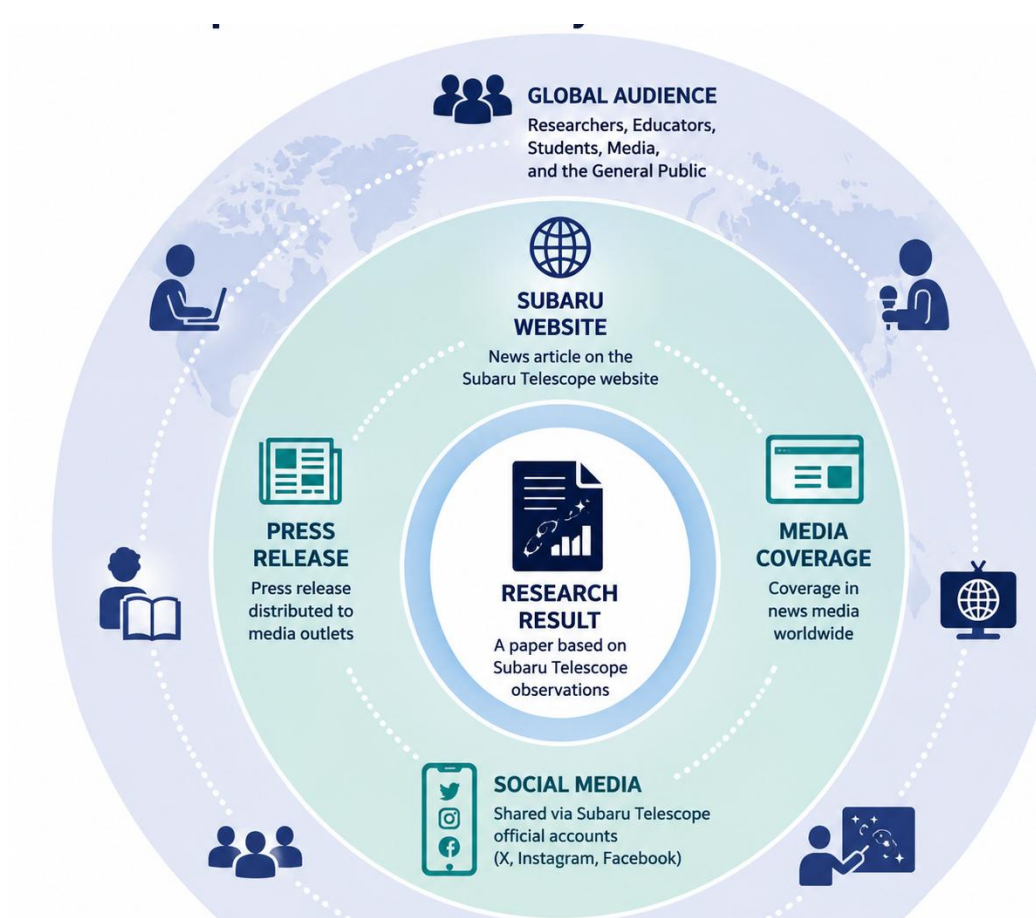 GLOBAL AUDIENCE
Researchers, Educators,
Students, Media,
and the General Public
SUBARU
WEBSITE
News article on the
Subaru Telescope website
PRESS
RELEASE
Press release
distributed to
media outlets
RESEARCH
RESULT
A paper based on
Subaru Telescope
observations
MEDIA
COVERAGE
Coverage in
news media
worldwide
SOCIAL MEDIA
Shared via Subaru Telescope
official accounts
(X, Instagram, Facebook)